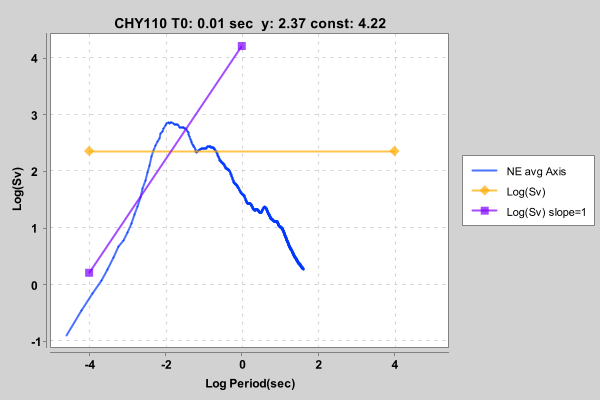 CHY110 T0: 0.01 sec  y: 2.37 const: 4.22
Log(Sv)
4
3
2
1
0
-1
-4
-2
0
2
4
Log Period(sec)
NE avg Axis
Log(Sv)
Log(Sv) slope=1